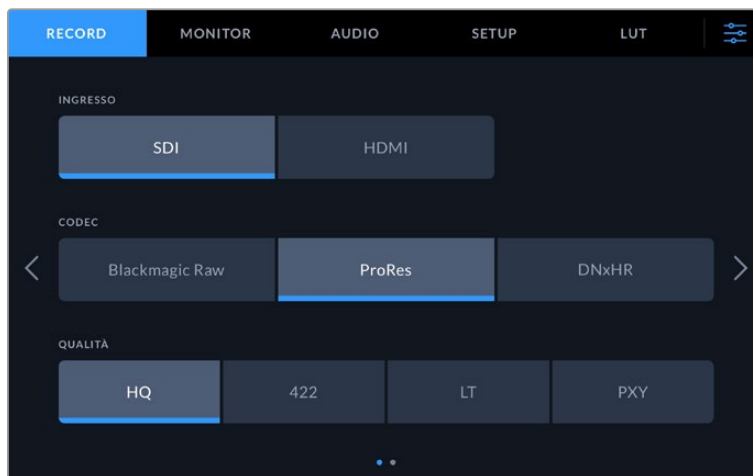 RECORD MONITOR AUDIO SETUP LUT
INGRESSO
SDI HDMI
CODEC
Blackmagic Raw ProRes DNxHR
QUALITÀ
HQ 422 LT PXY